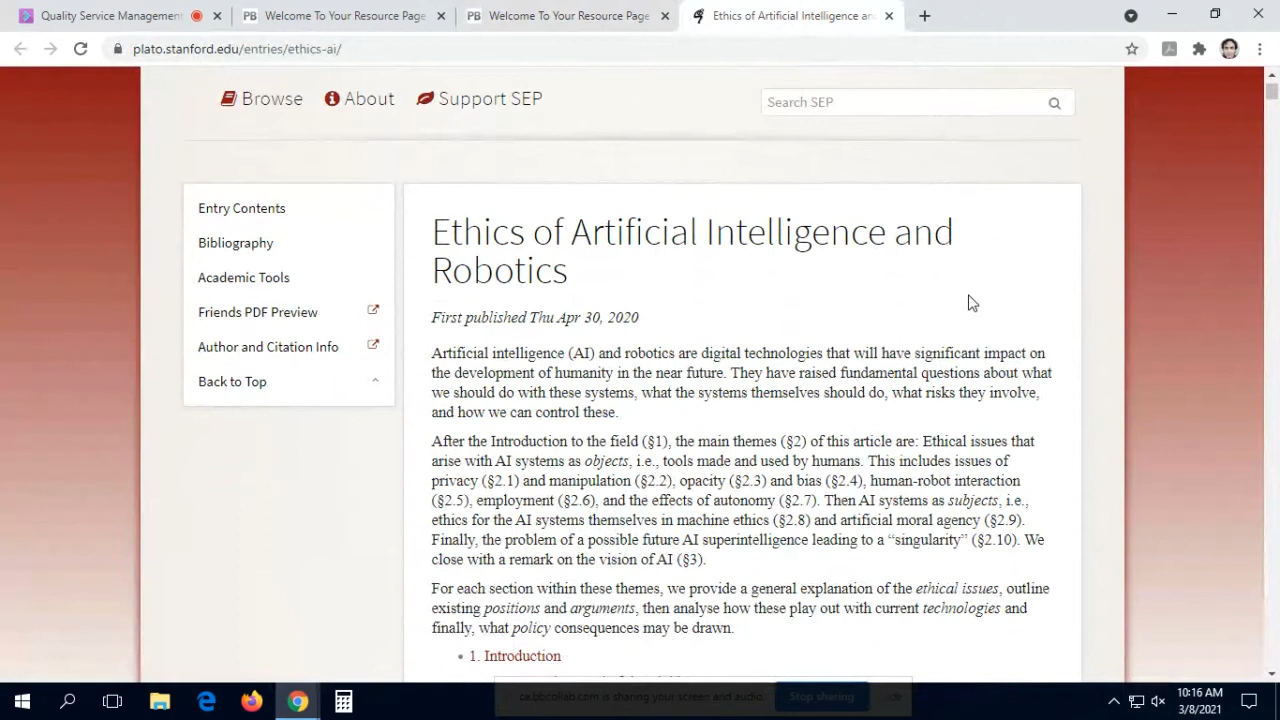 Quality Service Management
Welcome To Your Resource Page
Welcome To Your Resource Page
Ethics of Artificial Intelligence an
plato.stanford.edu/entries/ethics-ai/
Browse About Support SEP
Search SEP
Entry Contents
Bibliography
Academic Tools
Friends PDF Preview
Author and Citation Info
Back to Top
Ethics of Artificial Intelligence and
Robotics
First published Thu Apr 30, 2020
Artificial intelligence (AI) and robotics are digital technologies that will have significant impact on
the development of humanity in the near future. They have raised fundamental questions about what
we should do with these systems, what the systems themselves should do, what risks they involve,
and how we can control these.
After the Introduction to the field (§1), the main themes (§2) of this article are: Ethical issues that
arise with AI systems as objects, i.e., tools made and used by humans. This includes issues of
privacy (§2.1) and manipulation (§2.2), opacity (§2.3) and bias (§2.4), human-robot interaction
(§2.5), employment (§2.6), and the effects of autonomy (§2.7). Then AI systems as subjects, i.e.,
ethics for the AI systems themselves in machine ethics (§2.8) and artificial moral agency (§2.9).
Finally, the problem of a possible future AI superintelligence leading to a “singularity” (§2.10). We
close with a remark on the vision of AI (§3).
For each section within these themes, we provide a general explanation of the ethical issues, outline
existing positions and arguments, then analyse how these play out with current technologies and
finally, what policy consequences may be drawn.
1. Introduction
ca.bbcollab.com is sharing your screen and audio. Stop sharing
10:16 AM
3/8/2021